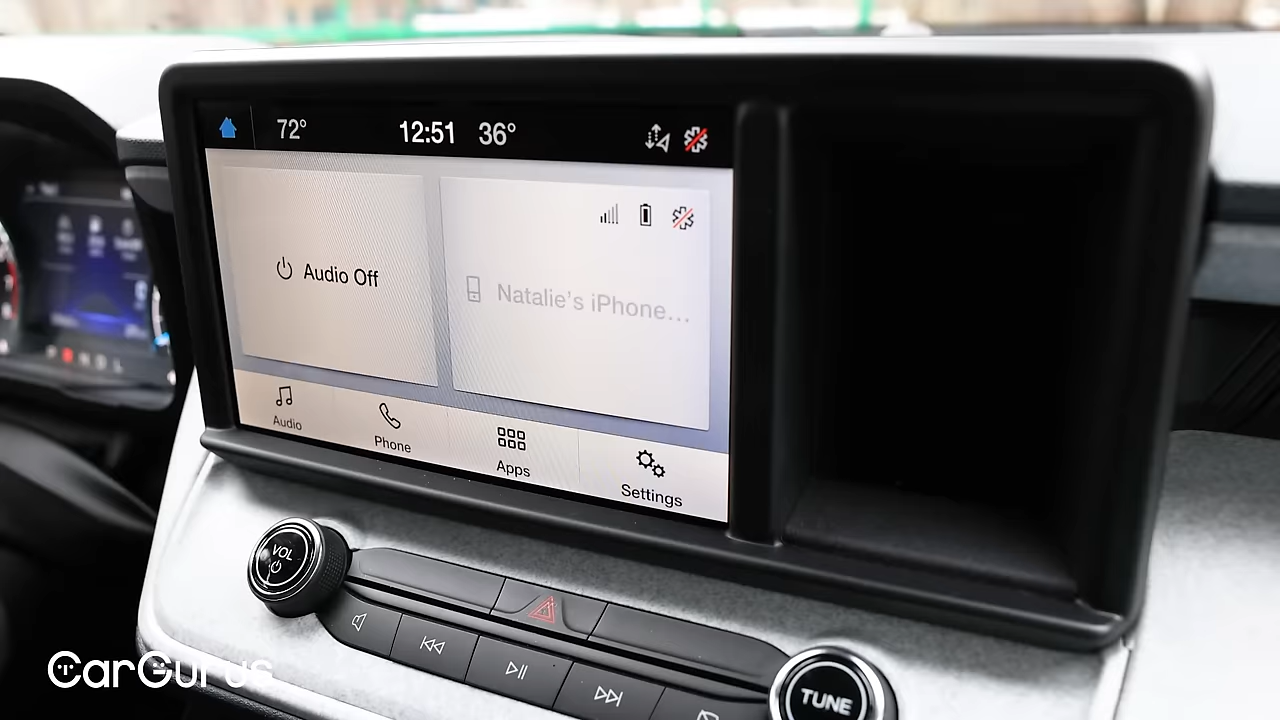 72° 12:51 36°
Audio Off
Natalie's iPhone...
Audio
Phone
Apps
Settings
VOL
TUNE
N D L
CarGurus